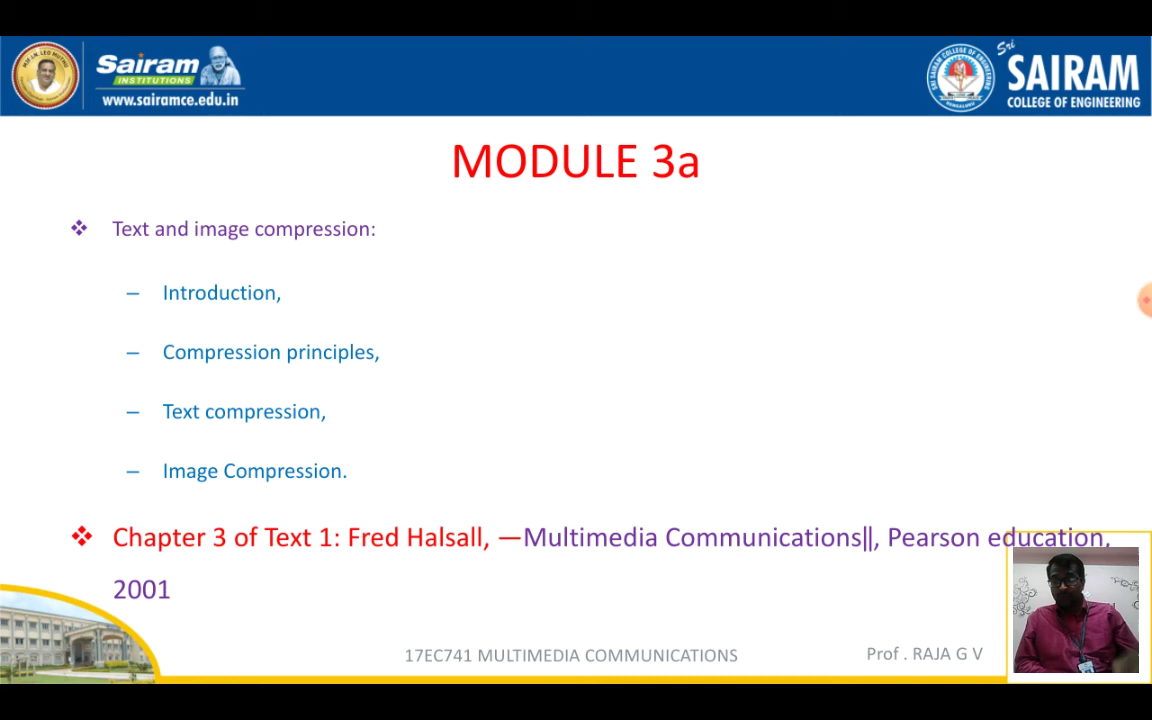 Sairam
INSTITUTIONS
www.sairamce.edu.in
Sri
SAIRAM
COLLEGE OF ENGINEERING
MODULE 3a
❖ Text and image compression:
– Introduction,
– Compression principles,
– Text compression,
– Image Compression.
❖ Chapter 3 of Text 1: Fred Halsall, ―Multimedia Communications‖, Pearson education,
2001
17EC741 MULTIMEDIA COMMUNICATIONS
Prof . RAJA G V